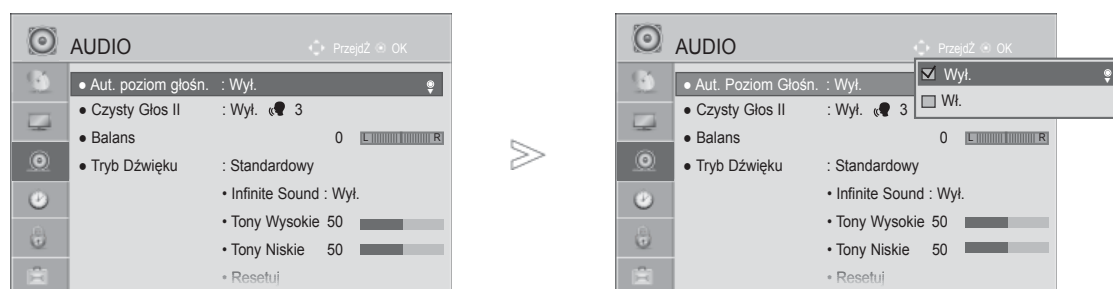 AUDIO
PrzejdŹ OK
● Aut. poziom głośn. : Wył.
● Czysty Głos II : Wył. 3
● Balans 0 L R
● Tryb Dźwięku : Standardowy
• Infinite Sound : Wył.
• Tony Wysokie 50
• Tony Niskie 50
• Resetuj
AUDIO
PrzejdŹ OK
● Aut. Poziom Głośn. : Wył.
Wył.
Wł.
● Czysty Głos II : Wył. 3
● Balans 0 L R
● Tryb Dźwięku : Standardowy
• Infinite Sound : Wył.
• Tony Wysokie 50
• Tony Niskie 50
• Resetuj